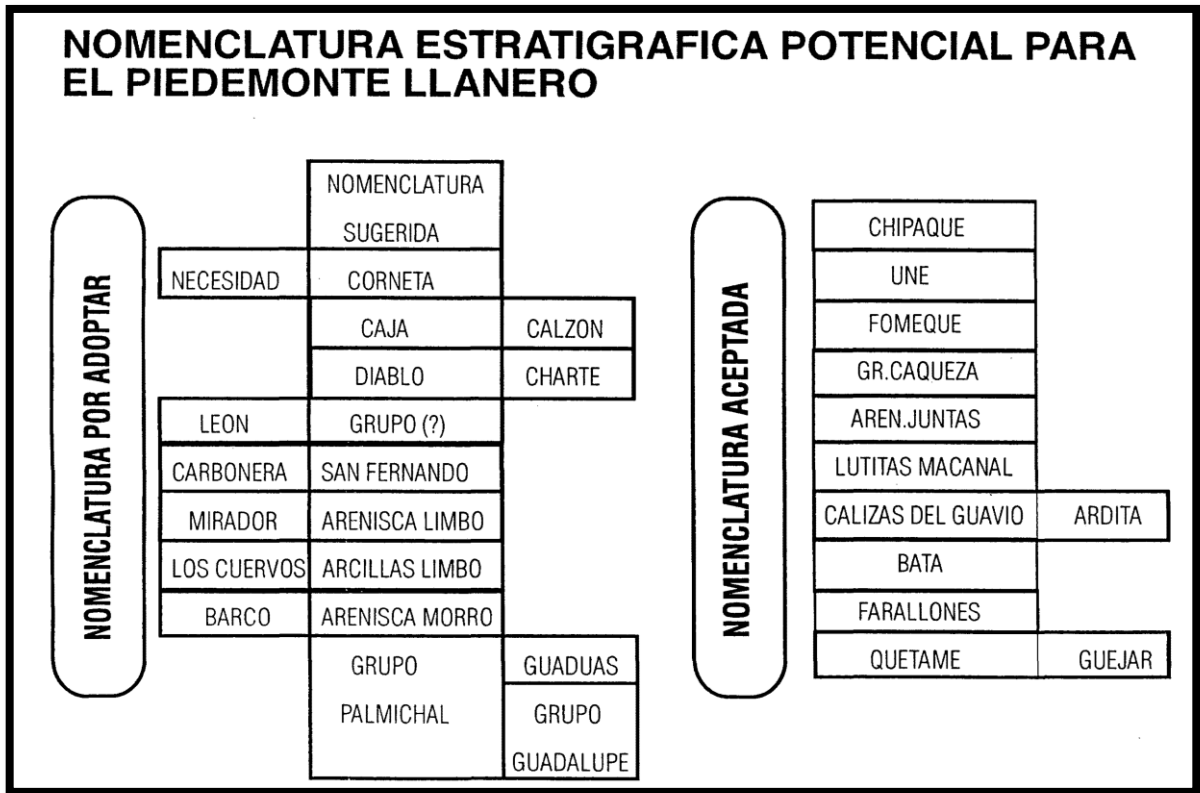 NOMENCLATURA ESTRATIGRAFICA POTENCIAL PARA
EL PIEDEMONTE LLANERO
NOMENCLATURA POR ADOPTAR
NOMENCLATURA
SUGERIDA
NECESIDAD CORNETA
CAJA CALZON
DIABLO CHARTE
LEON GRUPO (?)
CARBONERA SAN FERNANDO
MIRADOR ARENISCA LIMBO
LOS CUERVOS ARCILLAS LIMBO
BARCO ARENISCA MORRO
GRUPO GUADUAS
PALMICHAL GRUPO
GUADALUPE
NOMENCLATURA ACEPTADA
CHIPAQUE
UNE
FOMEQUE
GR.CAQUEZA
AREN.JUNTAS
LUTITAS MACANAL
CALIZAS DEL GUAVIO ARDITA
BATA
FARALLONES
QUETAME GUEJAR